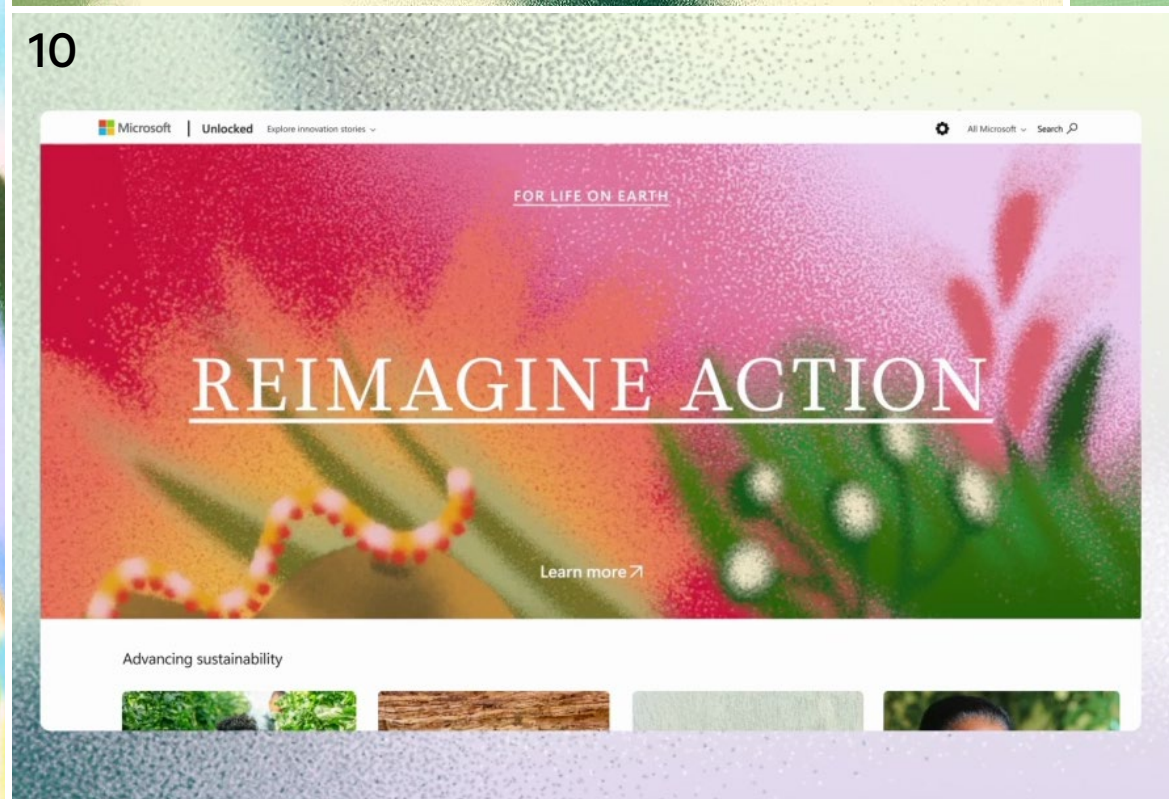 10
Microsoft | Unlocked Explore innovation stories All Microsoft Search
FOR LIFE ON EARTH
REIMAGINE ACTION
Learn more
Advancing sustainability